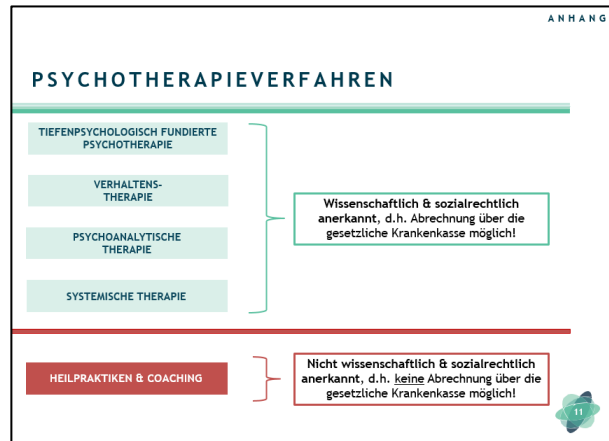 ANHANG
PSYCHOTHERAPIEVERFAHREN
TIEFENPSYCHOLOGISCH FUNDIERTE
PSYCHOTHERAPIE
VERHALTENS-
THERAPIE
PSYCHOANALYTISCHE
THERAPIE
SYSTEMISCHE THERAPIE
Wissenschaftlich & sozialrechtlich
anerkannt, d.h. Abrechnung über die
gesetzliche Krankenkasse möglich!
HEILPRAKTIKEN & COACHING
Nicht wissenschaftlich & sozialrechtlich
anerkannt, d.h. keine Abrechnung über die
gesetzliche Krankenkasse möglich!
11